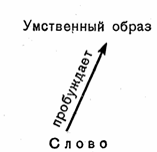 Умственный образ
пробуждает
Слово